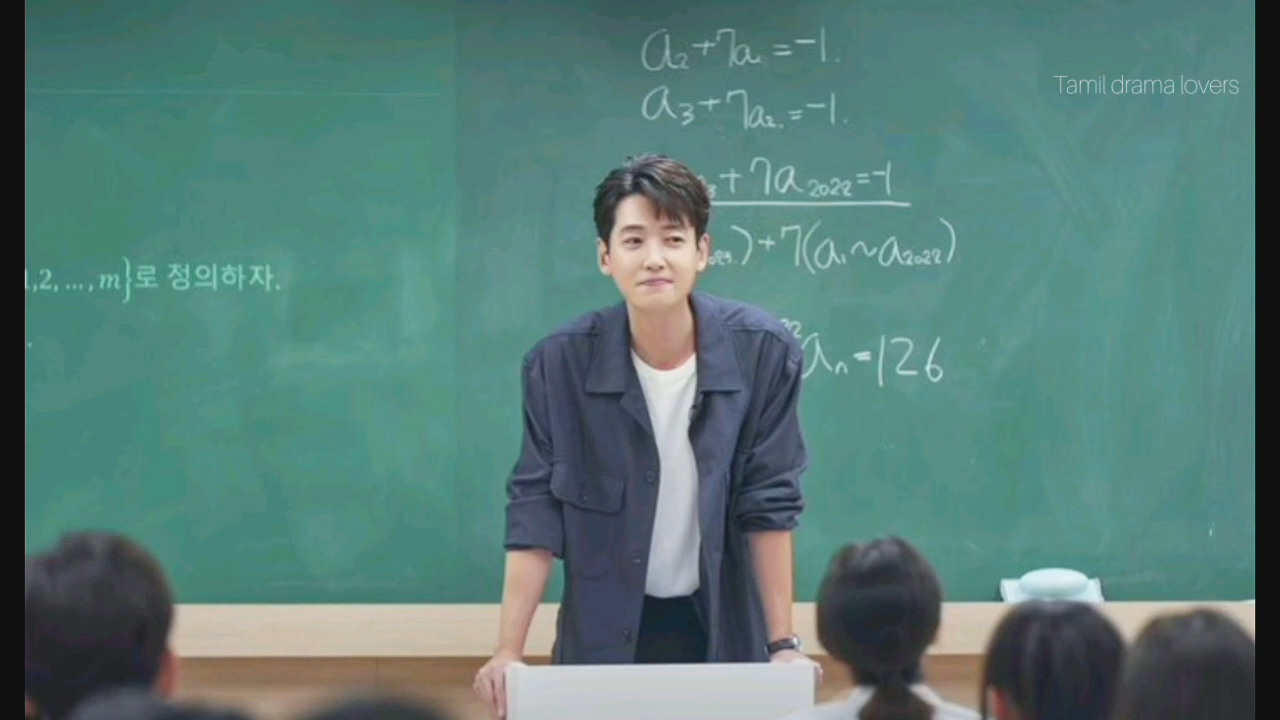 Tamil drama lovers
a₂+7a₁=-1.
a₃+7a₂.=-1.
₃+7a₂₀₂₂=-1
)+7(a₁~a₂₀₂₂)
1,2,...,m}로 정의하자.
aₙ=126